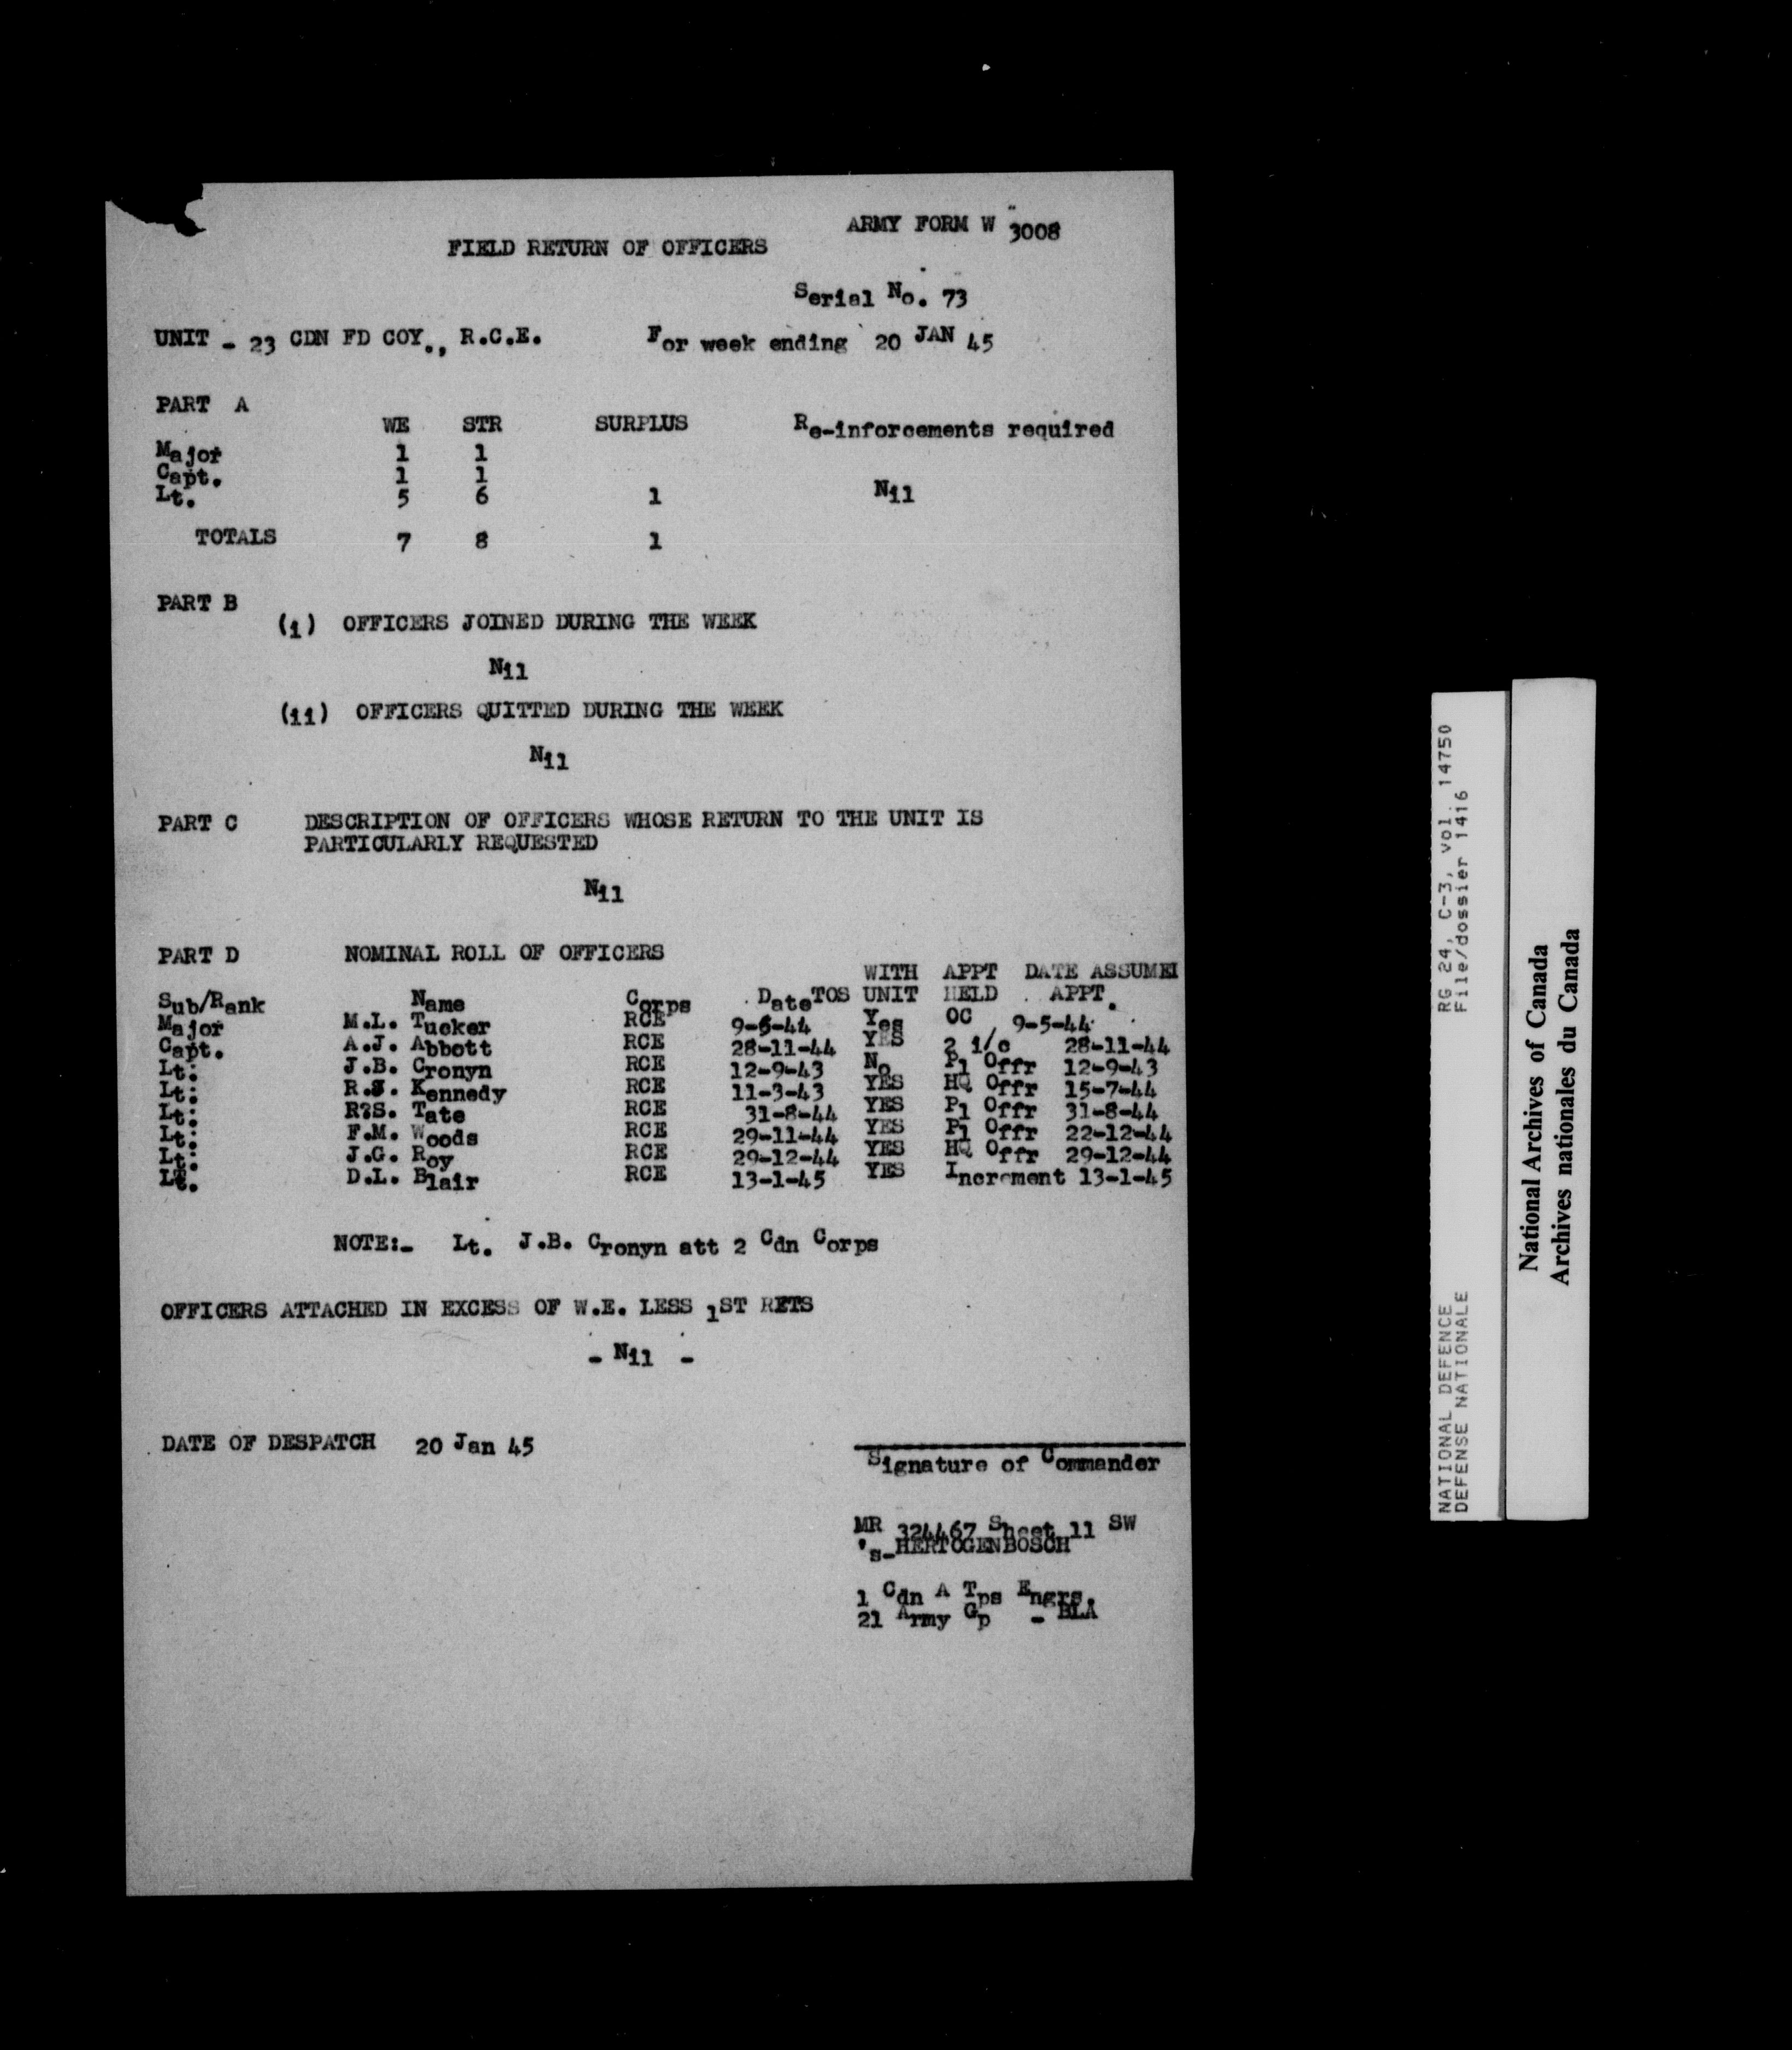 ARMY FORM W 3008
FIELD RETURN OF OFFICERS
Serial No. 73
UNIT - 23 CDN FD COY., R.C.E. For week ending 20 JAN 45
PART A
WE STR SURPLUS Re-inforcements required
Major 1 1
Capt. 1 1
Lt. 5 6 1 Nil
TOTALS 7 8 1
PART B
(i) OFFICERS JOINED DURING THE WEEK
Nil
(ii) OFFICERS QUITTED DURING THE WEEK
Nil
PART C DESCRIPTION OF OFFICERS WHOSE RETURN TO THE UNIT IS
PARTICULARLY REQUESTED
Nil
PART D NOMINAL ROLL OF OFFICERS
WITH APPT DATE ASSUMED
Sub/Rank Name Corps Date TOS UNIT HELD APPT.
Major M.L. Tucker RCE 9-5-44 Yes OC 9-5-44
Capt. A.J. Abbott RCE 28-11-44 YES 2 i/c 28-11-44
Lt. J.B. Cronyn RCE 12-9-43 No Pl Offr 12-9-43
Lt. R.J. Kennedy RCE 11-3-43 YES HQ Offr 15-7-44
Lt. R?S. Tate RCE 31-8-44 YES Pl Offr 31-8-44
Lt. F.M. Woods RCE 29-11-44 YES Pl Offr 22-12-44
Lt. J.G. Roy RCE 29-12-44 YES HQ Offr 29-12-44
Lt. D.L. Blair RCE 13-1-45 YES Increment 13-1-45
NOTE:- Lt. J.B. Cronyn att 2 Cdn Corps
OFFICERS ATTACHED IN EXCESS OF W.E. LESS 1ST RFTS
- Nil -
DATE OF DESPATCH 20 Jan 45
Signature of Commander
MR 324467 Sheet 11 SW
's-HERTOGENBOSCH
1 Cdn A Tps Engrs.
21 Army Gp - BLA
NATIONAL DEFENCE RG 24, C-3, vol. 14750
DEFENSE NATIONALE File/dossier 1416
National Archives of Canada
Archives nationales du Canada